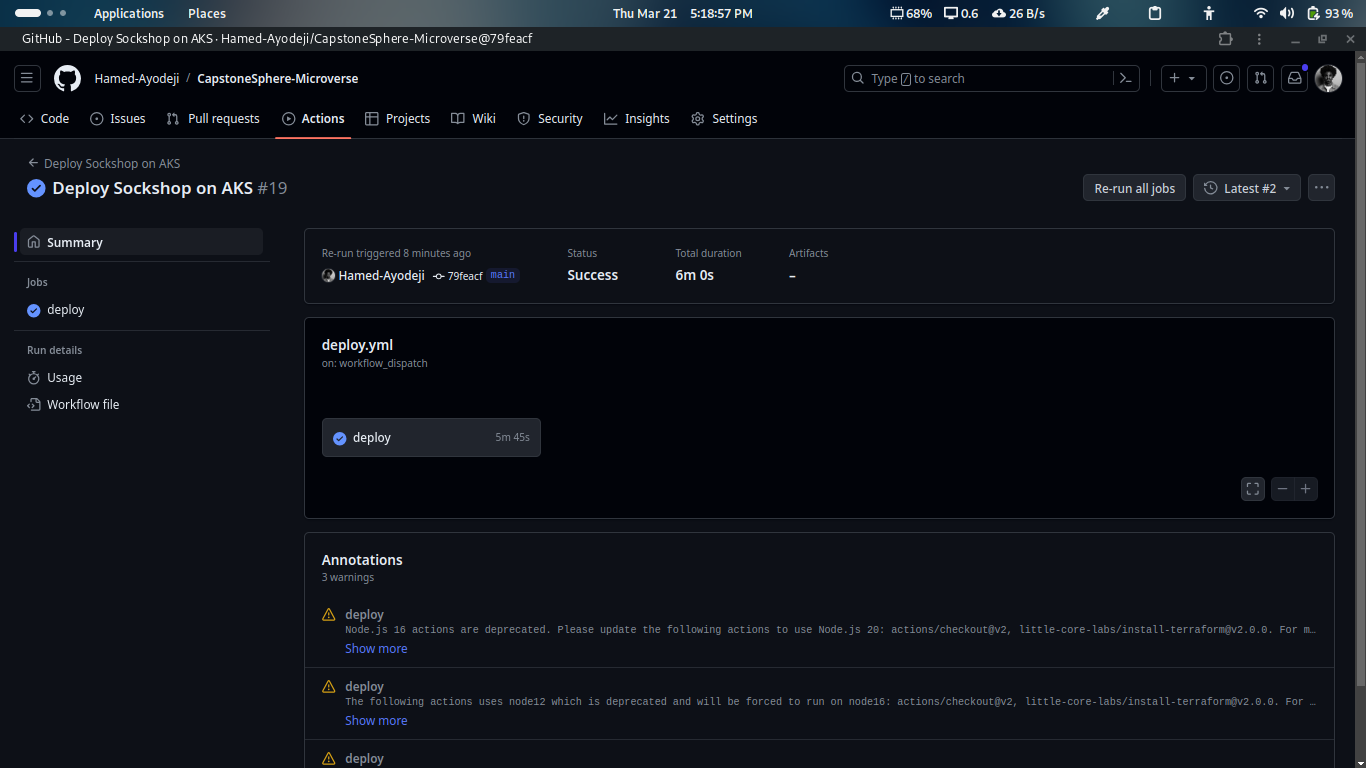 Applications Places Thu Mar 21 5:18:57 PM 68% 0.6 26 B/s 93 %
GitHub - Deploy Sockshop on AKS · Hamed-Ayodeji/CapstoneSphere-Microverse@79feacf
Hamed-Ayodeji / CapstoneSphere-Microverse Type / to search
Code Issues Pull requests Actions Projects Wiki Security Insights Settings
Deploy Sockshop on AKS
Deploy Sockshop on AKS #19 Re-run all jobs Latest #2
Summary
Jobs
deploy
Run details
Usage
Workflow file
Re-run triggered 8 minutes ago Status Total duration Artifacts
Hamed-Ayodeji 79feacf main Success 6m 0s –
deploy.yml
on: workflow_dispatch
deploy 5m 45s
Annotations
3 warnings
deploy
Node.js 16 actions are deprecated. Please update the following actions to use Node.js 20: actions/checkout@v2, little-core-labs/install-terraform@v2.0.0. For m…
Show more
deploy
The following actions uses node12 which is deprecated and will be forced to run on node16: actions/checkout@v2, little-core-labs/install-terraform@v2.0.0. For …
Show more
deploy